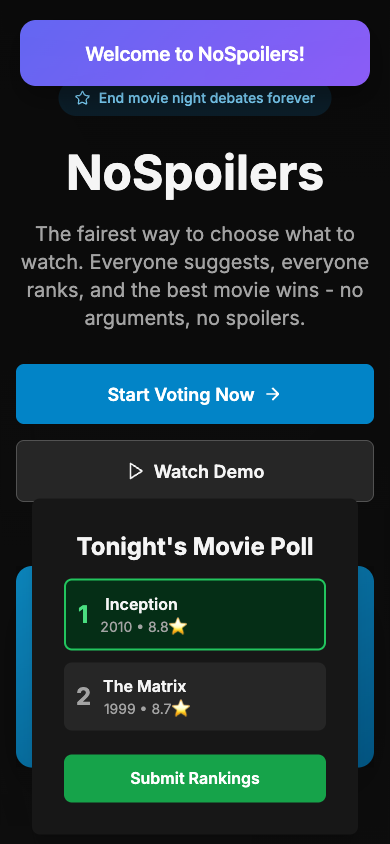 Welcome to NoSpoilers!
End movie night debates forever
NoSpoilers
The fairest way to choose what to
watch. Everyone suggests, everyone
ranks, and the best movie wins - no
arguments, no spoilers.
Start Voting Now →
Watch Demo
Tonight's Movie Poll
1 Inception
2010 • 8.8⭐
2 The Matrix
1999 • 8.7⭐
Submit Rankings